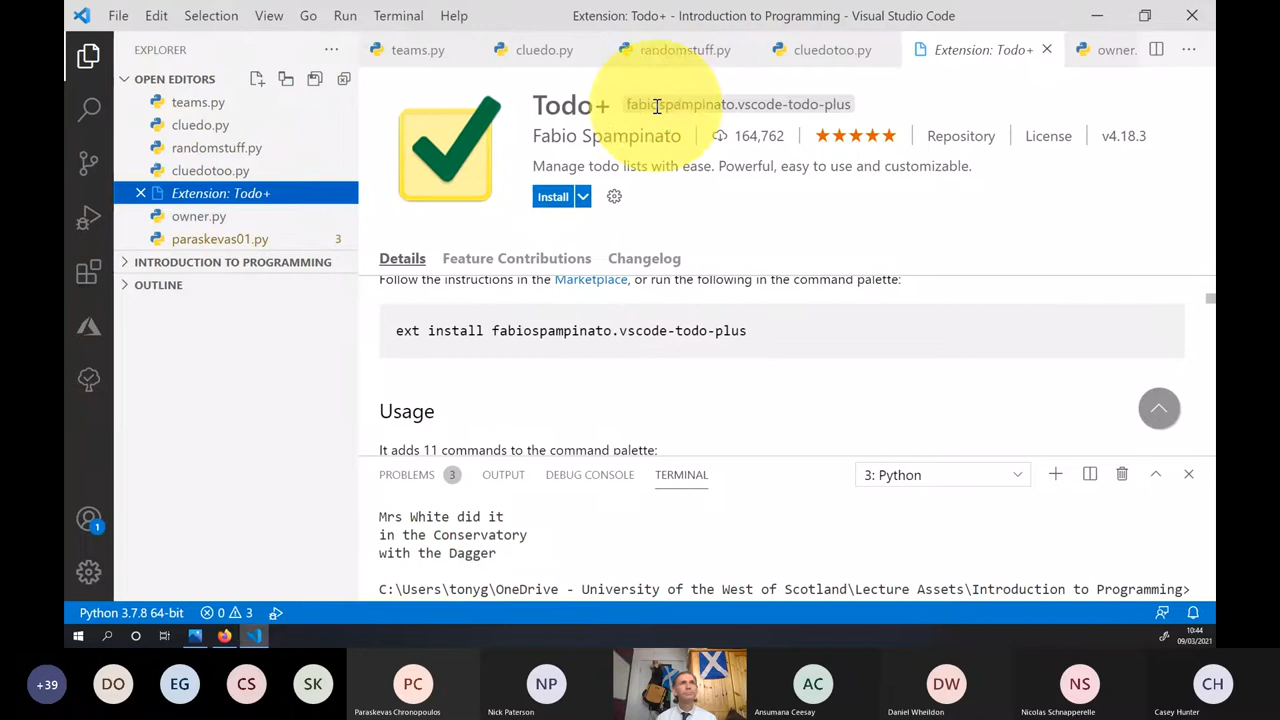 File Edit Selection View Go Run Terminal Help Extension: Todo+ - Introduction to Programming - Visual Studio Code
EXPLORER
teams.py cluedo.py randomstuff.py cluedotoo.py Extension: Todo+ owner.
OPEN EDITORS
teams.py
cluedo.py
randomstuff.py
cluedotoo.py
Extension: Todo+
owner.py
paraskevas01.py 3
INTRODUCTION TO PROGRAMMING
OUTLINE
1
Todo+ fabiospampinato.vscode-todo-plus
Fabio Spampinato 164,762 Repository License v4.18.3
Manage todo lists with ease. Powerful, easy to use and customizable.
Install
Details Feature Contributions Changelog
Follow the instructions in the Marketplace, or run the following in the command palette:
ext install fabiospampinato.vscode-todo-plus
Usage
It adds 11 commands to the command palette:
PROBLEMS 3 OUTPUT DEBUG CONSOLE TERMINAL 3: Python
Mrs White did it
in the Conservatory
with the Dagger
C:\Users\tonyg\OneDrive - University of the West of Scotland\Lecture Assets\Introduction to Programming>
Python 3.7.8 64-bit 0 3
10:44
09/03/2021
+39 DO EG CS SK PC NP AC DW NS CH
Paraskevas Chronopoulos Nick Paterson Ansumana Ceesay Daniel Wheildon Nicolas Schnapperelle Casey Hunter